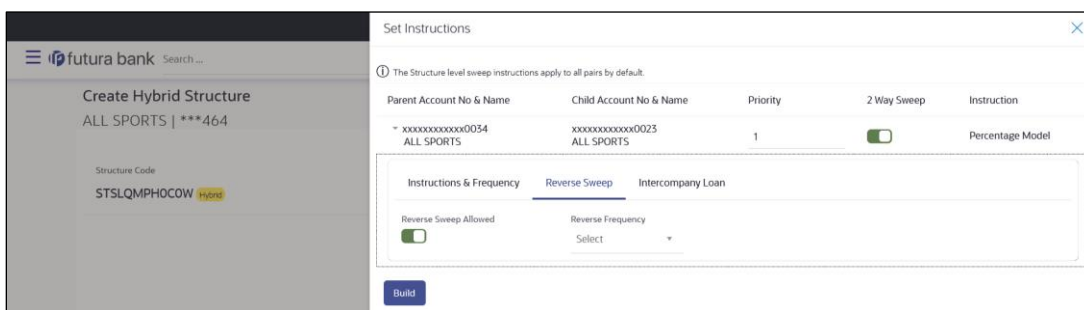 Set Instructions
futura bank Search ...
The Structure level sweep instructions apply to all pairs by default.
Create Hybrid Structure
ALL SPORTS | ***464
Parent Account No & Name Child Account No & Name Priority 2 Way Sweep Instruction
xxxxxxxxxxxx0034 xxxxxxxxxxxx0023 1 Percentage Model
ALL SPORTS ALL SPORTS
Structure Code
STSLQMPH0C0W Hybrid
Instructions & Frequency Reverse Sweep Intercompany Loan
Reverse Sweep Allowed Reverse Frequency
Select
Build